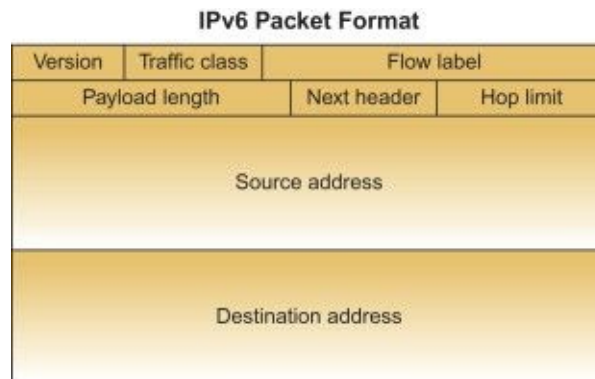 IPv6 Packet Format
Version Traffic class Flow label
Payload length Next header Hop limit
Source address
Destination address